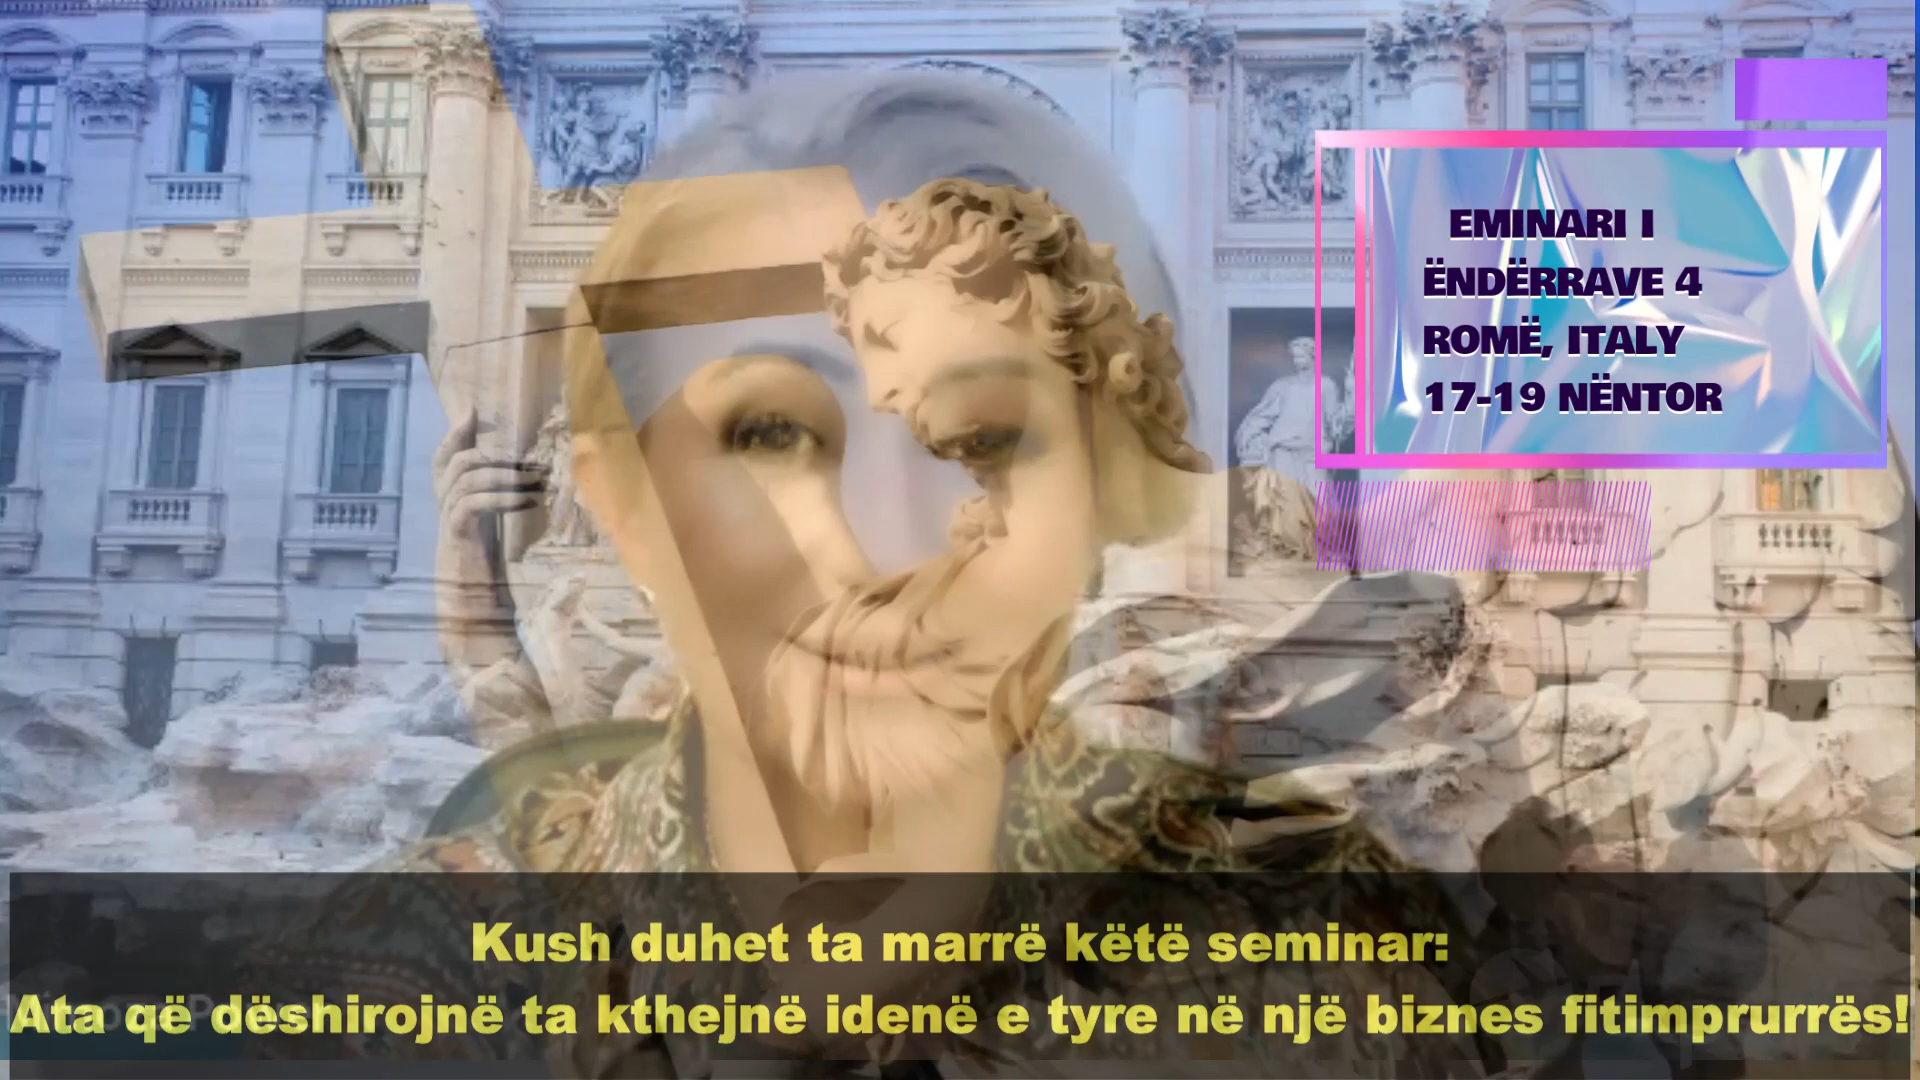 EMINARI I
ËNDËRRAVE 4
ROMË, ITALY
17-19 NËNTOR
Kush duhet ta marrë këtë seminar:
Ata që dëshirojnë ta kthejnë idenë e tyre në një biznes fitimprurrës!